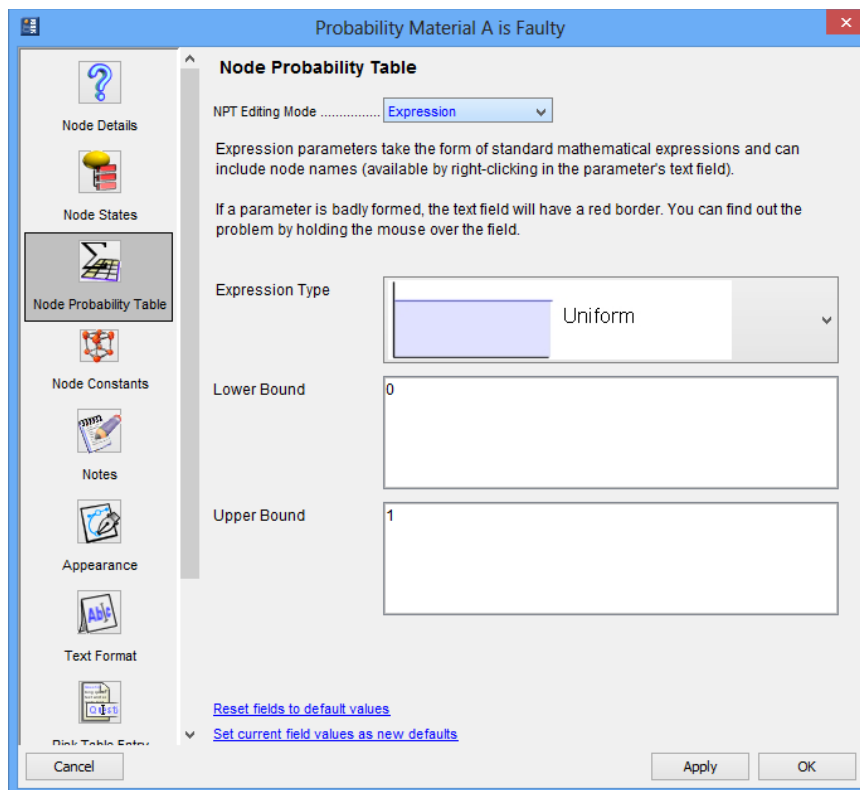 Probability Material A is Faulty
Node Details
Node States
Node Probability Table
Node Constants
Notes
Appearance
Text Format
Node Probability Table
NPT Editing Mode ................ Expression
Expression parameters take the form of standard mathematical expressions and can
include node names (available by right-clicking in the parameter's text field).
If a parameter is badly formed, the text field will have a red border. You can find out the
problem by holding the mouse over the field.
Expression Type
Uniform
Lower Bound
0
Upper Bound
1
Reset fields to default values
Set current field values as new defaults
Cancel
Apply
OK